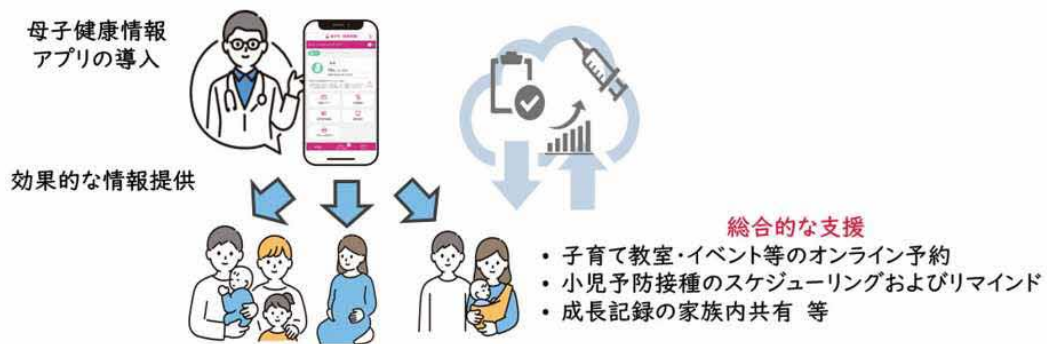 母子健康情報
アプリの導入
効果的な情報提供
総合的な支援
• 子育て教室・イベント等のオンライン予約
• 小児予防接種のスケジューリングおよびリマインド
• 成長記録の家族内共有 等